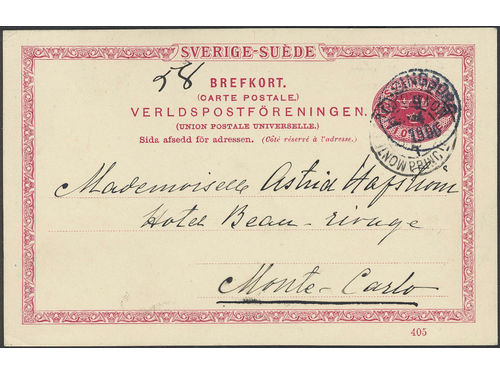 SVERIGE-SUÈDE
58
BREFKORT.
(CARTE POSTALE.)
VERLDSPOSTFÖRENINGEN.
(UNION POSTALE UNIVERSELLE.)
Sida afsedd för adressen. (Côté réservé à l'adresse.)
Mademoiselle Astrid Hafström
Hotel Beau-rivage
Monte-Carlo
405